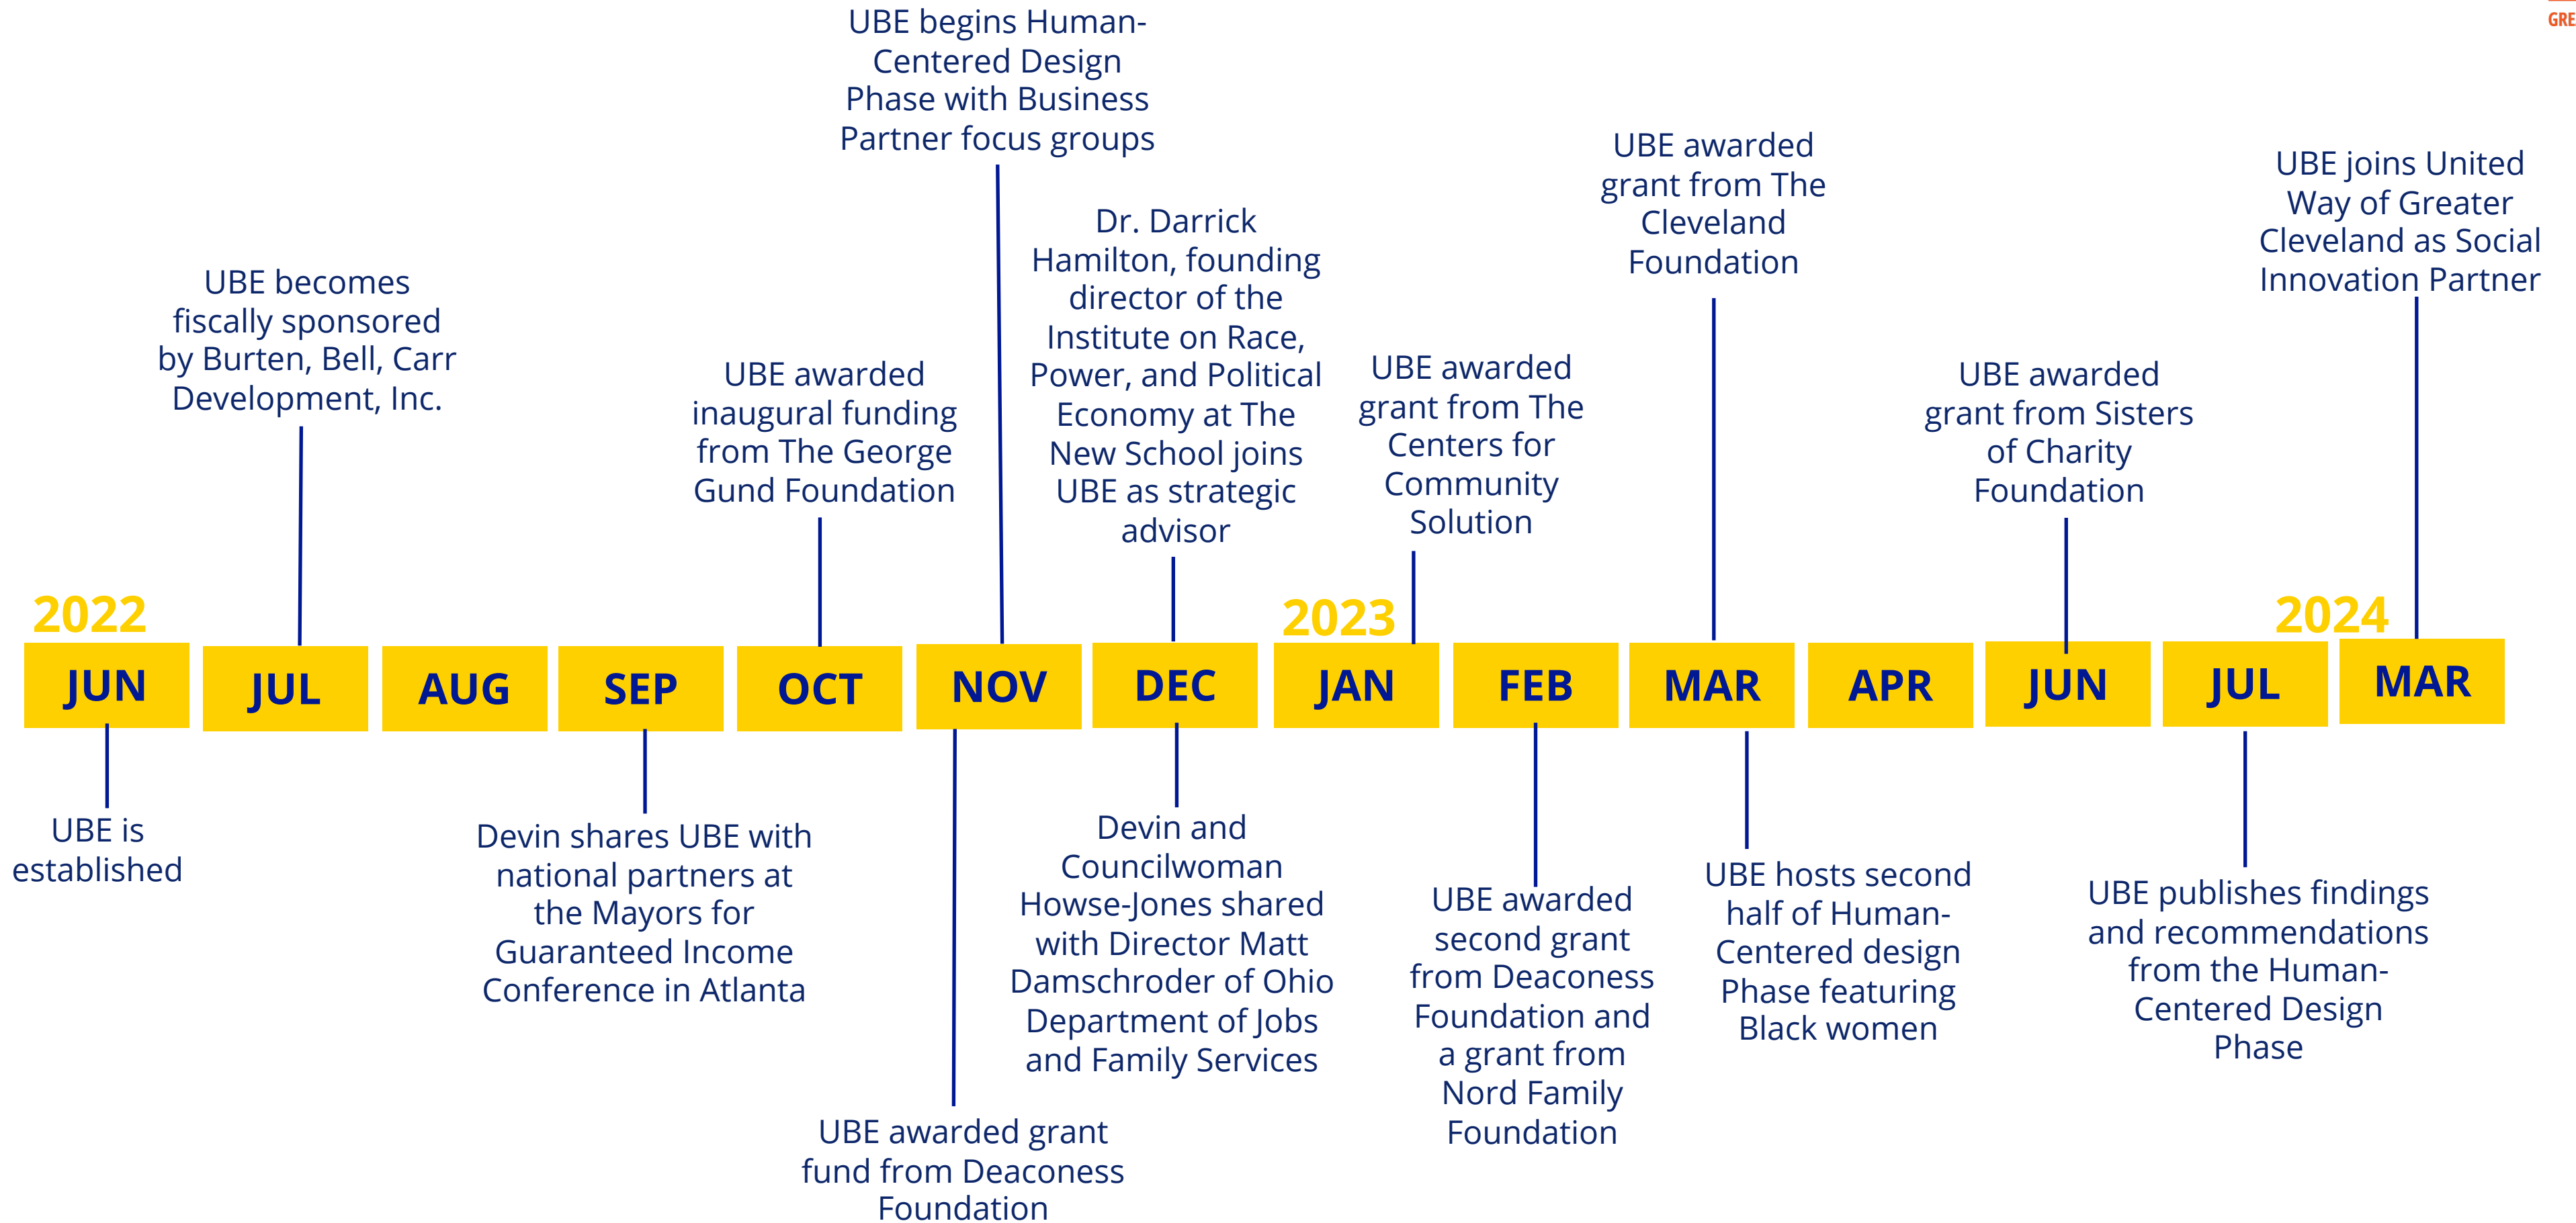 GRE
UBE begins Human-
Centered Design
Phase with Business
Partner focus groups
UBE awarded
grant from The
Cleveland
Foundation
UBE joins United
Way of Greater
Cleveland as Social
Innovation Partner
Dr. Darrick
Hamilton, founding
director of the
Institute on Race,
Power, and Political
Economy at The
New School joins
UBE as strategic
advisor
UBE becomes
fiscally sponsored
by Burten, Bell, Carr
Development, Inc.
UBE awarded
inaugural funding
from The George
Gund Foundation
UBE awarded
grant from The
Centers for
Community
Solution
UBE awarded
grant from Sisters
of Charity
Foundation
2022
2023
2024
JUN
JUL
AUG
SEP
OCT
NOV
DEC
JAN
FEB
MAR
APR
JUN
JUL
MAR
UBE is
established
Devin shares UBE with
national partners at
the Mayors for
Guaranteed Income
Conference in Atlanta
UBE awarded grant
fund from Deaconess
Foundation
Devin and
Councilwoman
Howse-Jones shared
with Director Matt
Damschroder of Ohio
Department of Jobs
and Family Services
UBE awarded
second grant
from Deaconess
Foundation and
a grant from
Nord Family
Foundation
UBE hosts second
half of Human-
Centered design
Phase featuring
Black women
UBE publishes findings
and recommendations
from the Human-
Centered Design
Phase